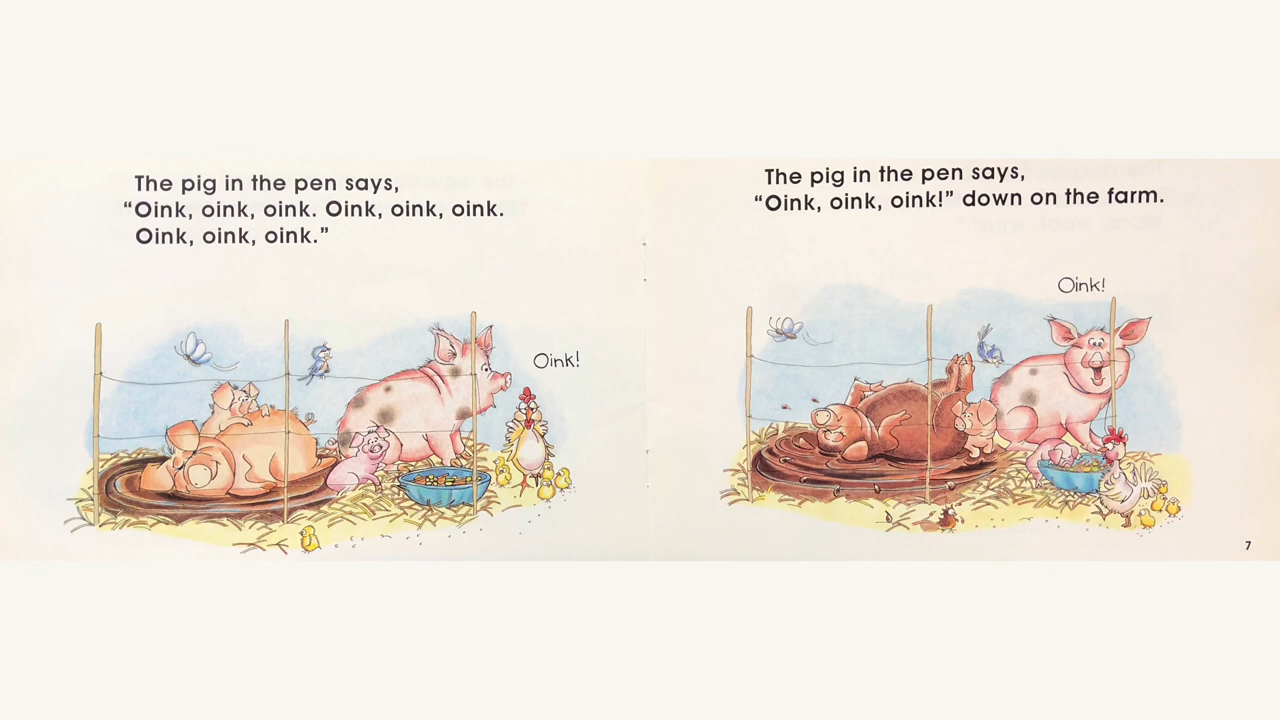 The pig in the pen says,
“Oink, oink, oink. Oink, oink, oink.
Oink, oink, oink.”
Oink!
The pig in the pen says,
“Oink, oink, oink!” down on the farm.
Oink!
7